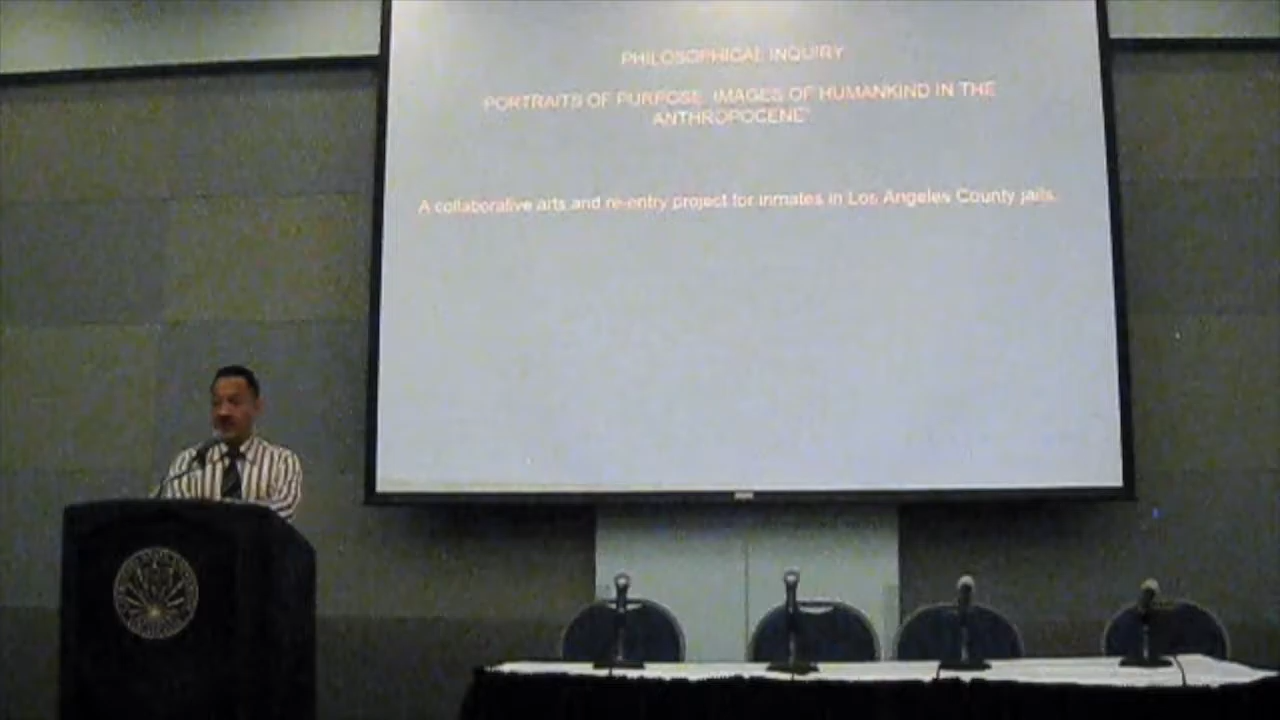 PHILOSOPHICAL INQUIRY
PORTRAITS OF PURPOSE: IMAGES OF HUMANKIND IN THE
ANTHROPOCENE"
A collaborative arts and re-entry project for inmates in Los Angeles County jails.